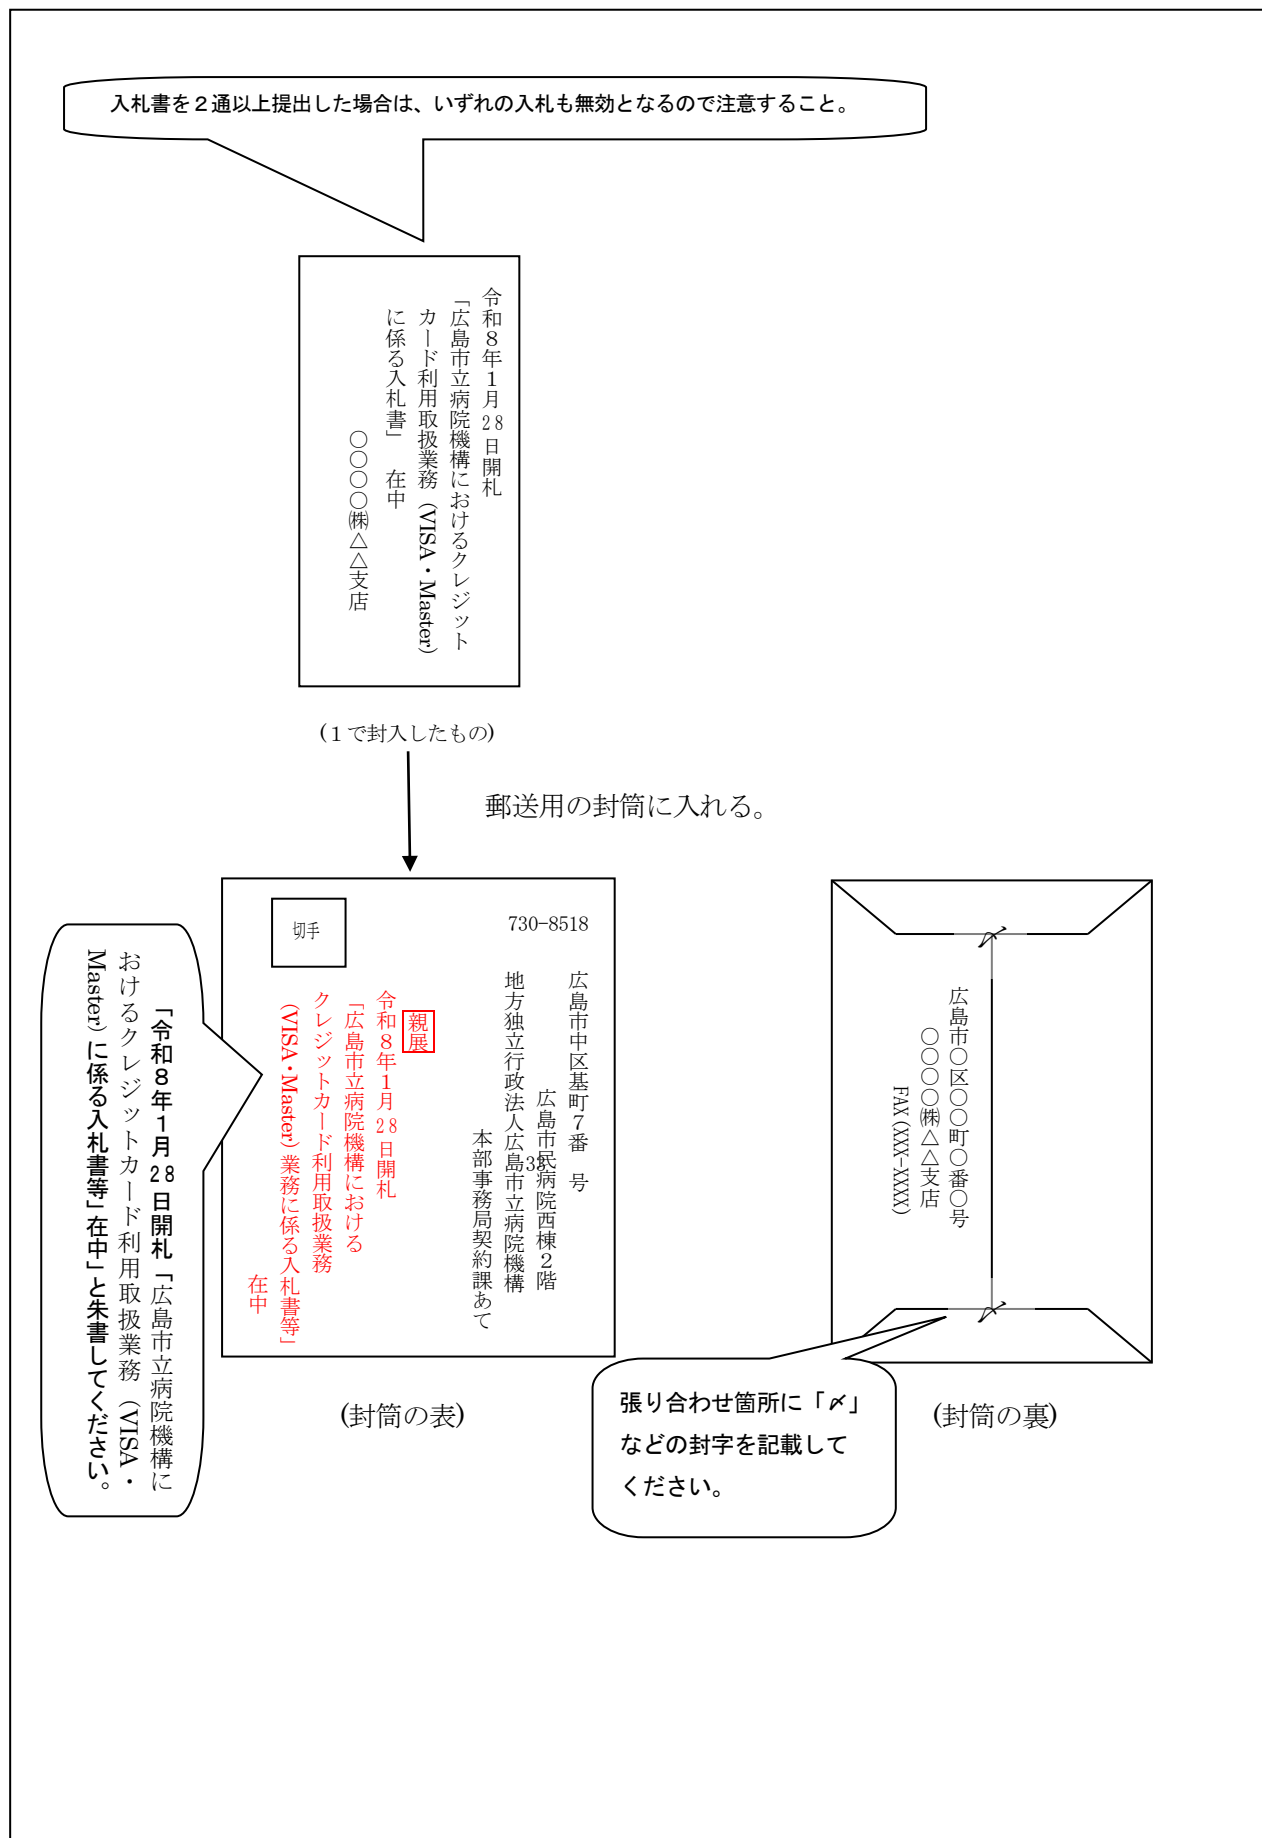 入札書を２通以上提出した場合は、いずれの入札も無効となるので注意すること。
令和８年１月28日開札
「広島市立病院機構におけるクレジット
カード利用取扱業務（VISA・Master）
に係る入札書」　在中
〇〇〇〇㈱△△支店
(１で封入したもの)
郵送用の封筒に入れる。
切手
730-8518
広島市中区基町７番　号
33
広島市民病院西棟２階
地方独立行政法人広島市立病院機構
本部事務局契約課あて
親展
令和８年１月28日開札
「広島市立病院機構における
クレジットカード利用取扱業務
（VISA・Master）業務に係る入札書等」
在中
「令和８年１月28日開札「広島市立病院機構に
おけるクレジットカード利用取扱業務（VISA・
Master）に係る入札書等」在中」と朱書してください。
(封筒の表)
〆
広島市〇区〇〇町〇番〇号
〇〇〇〇㈱△△支店
FAX(XXX-XXXX)
〆
張り合わせ箇所に「〆」
などの封字を記載して
ください。
(封筒の裏)